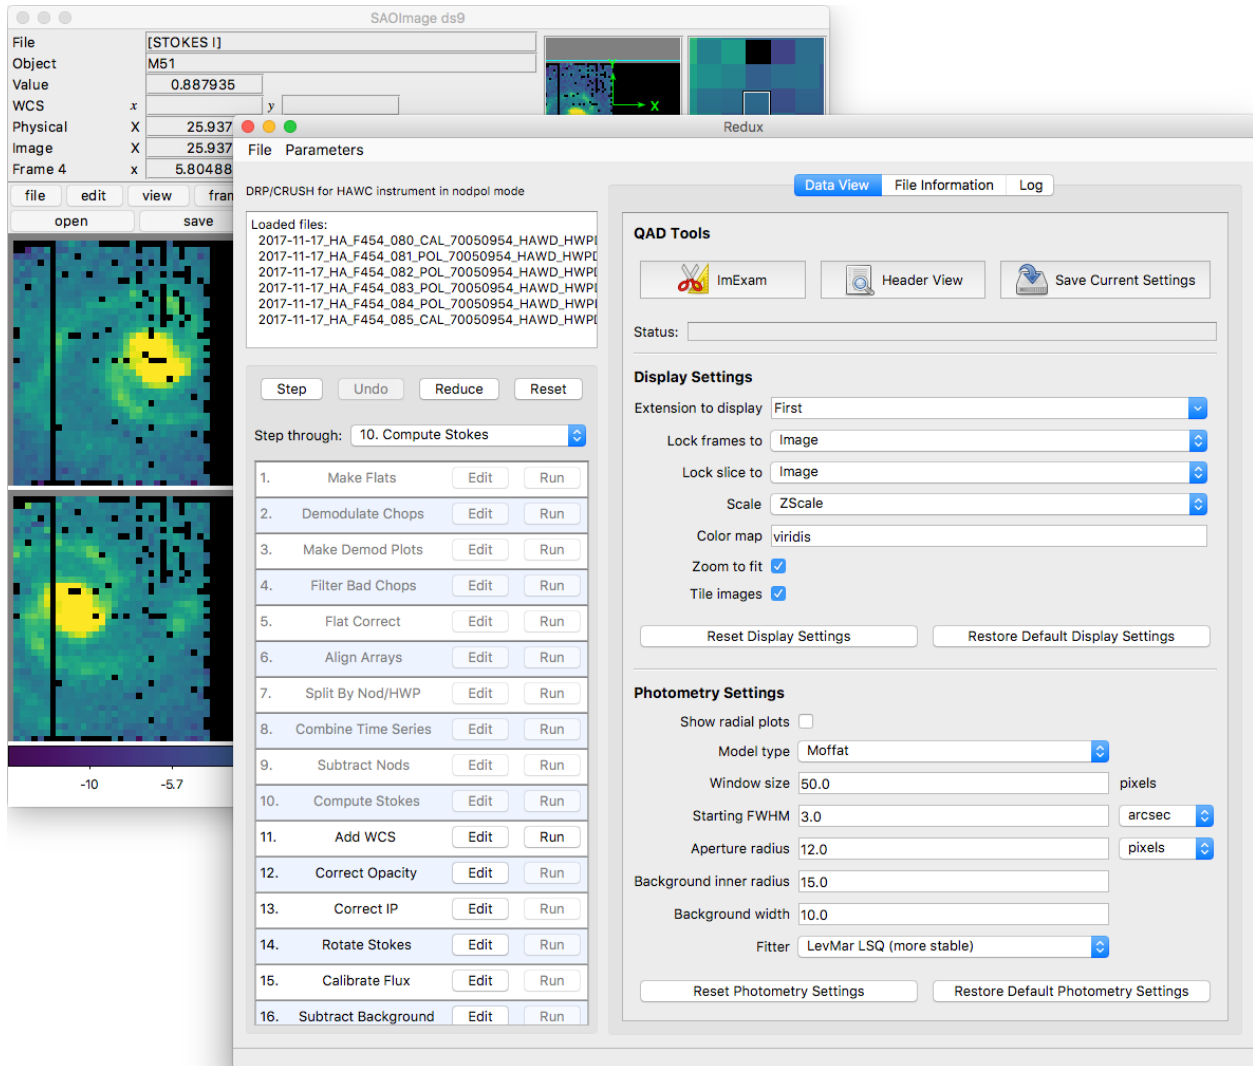 SAOImage ds9
File [STOKES I]
Object M51
Value 0.887935
WCS x y
Physical X 25.937
Image X 25.937
Frame 4 x 5.80488
file edit view fran
open save
X
-10 -5.7
Redux
File Parameters
DRP/CRUSH for HAWC instrument in nodpol mode
Loaded files:
2017-11-17_HA_F454_080_CAL_70050954_HAWD_HWPD
2017-11-17_HA_F454_081_POL_70050954_HAWD_HWPD
2017-11-17_HA_F454_082_POL_70050954_HAWD_HWPD
2017-11-17_HA_F454_083_POL_70050954_HAWD_HWPD
2017-11-17_HA_F454_084_POL_70050954_HAWD_HWPD
2017-11-17_HA_F454_085_CAL_70050954_HAWD_HWPD
Step Undo Reduce Reset
Step through: 10. Compute Stokes
1. Make Flats Edit Run
2. Demodulate Chops Edit Run
3. Make Demod Plots Edit Run
4. Filter Bad Chops Edit Run
5. Flat Correct Edit Run
6. Align Arrays Edit Run
7. Split By Nod/HWP Edit Run
8. Combine Time Series Edit Run
9. Subtract Nods Edit Run
10. Compute Stokes Edit Run
11. Add WCS Edit Run
12. Correct Opacity Edit Run
13. Correct IP Edit Run
14. Rotate Stokes Edit Run
15. Calibrate Flux Edit Run
16. Subtract Background Edit Run
Data View File Information Log
QAD Tools
ImExam Header View Save Current Settings
Status:
Display Settings
Extension to display First
Lock frames to Image
Lock slice to Image
Scale ZScale
Color map viridis
Zoom to fit
Tile images
Reset Display Settings Restore Default Display Settings
Photometry Settings
Show radial plots
Model type Moffat
Window size 50.0 pixels
Starting FWHM 3.0 arcsec
Aperture radius 12.0 pixels
Background inner radius 15.0
Background width 10.0
Fitter LevMar LSQ (more stable)
Reset Photometry Settings Restore Default Photometry Settings